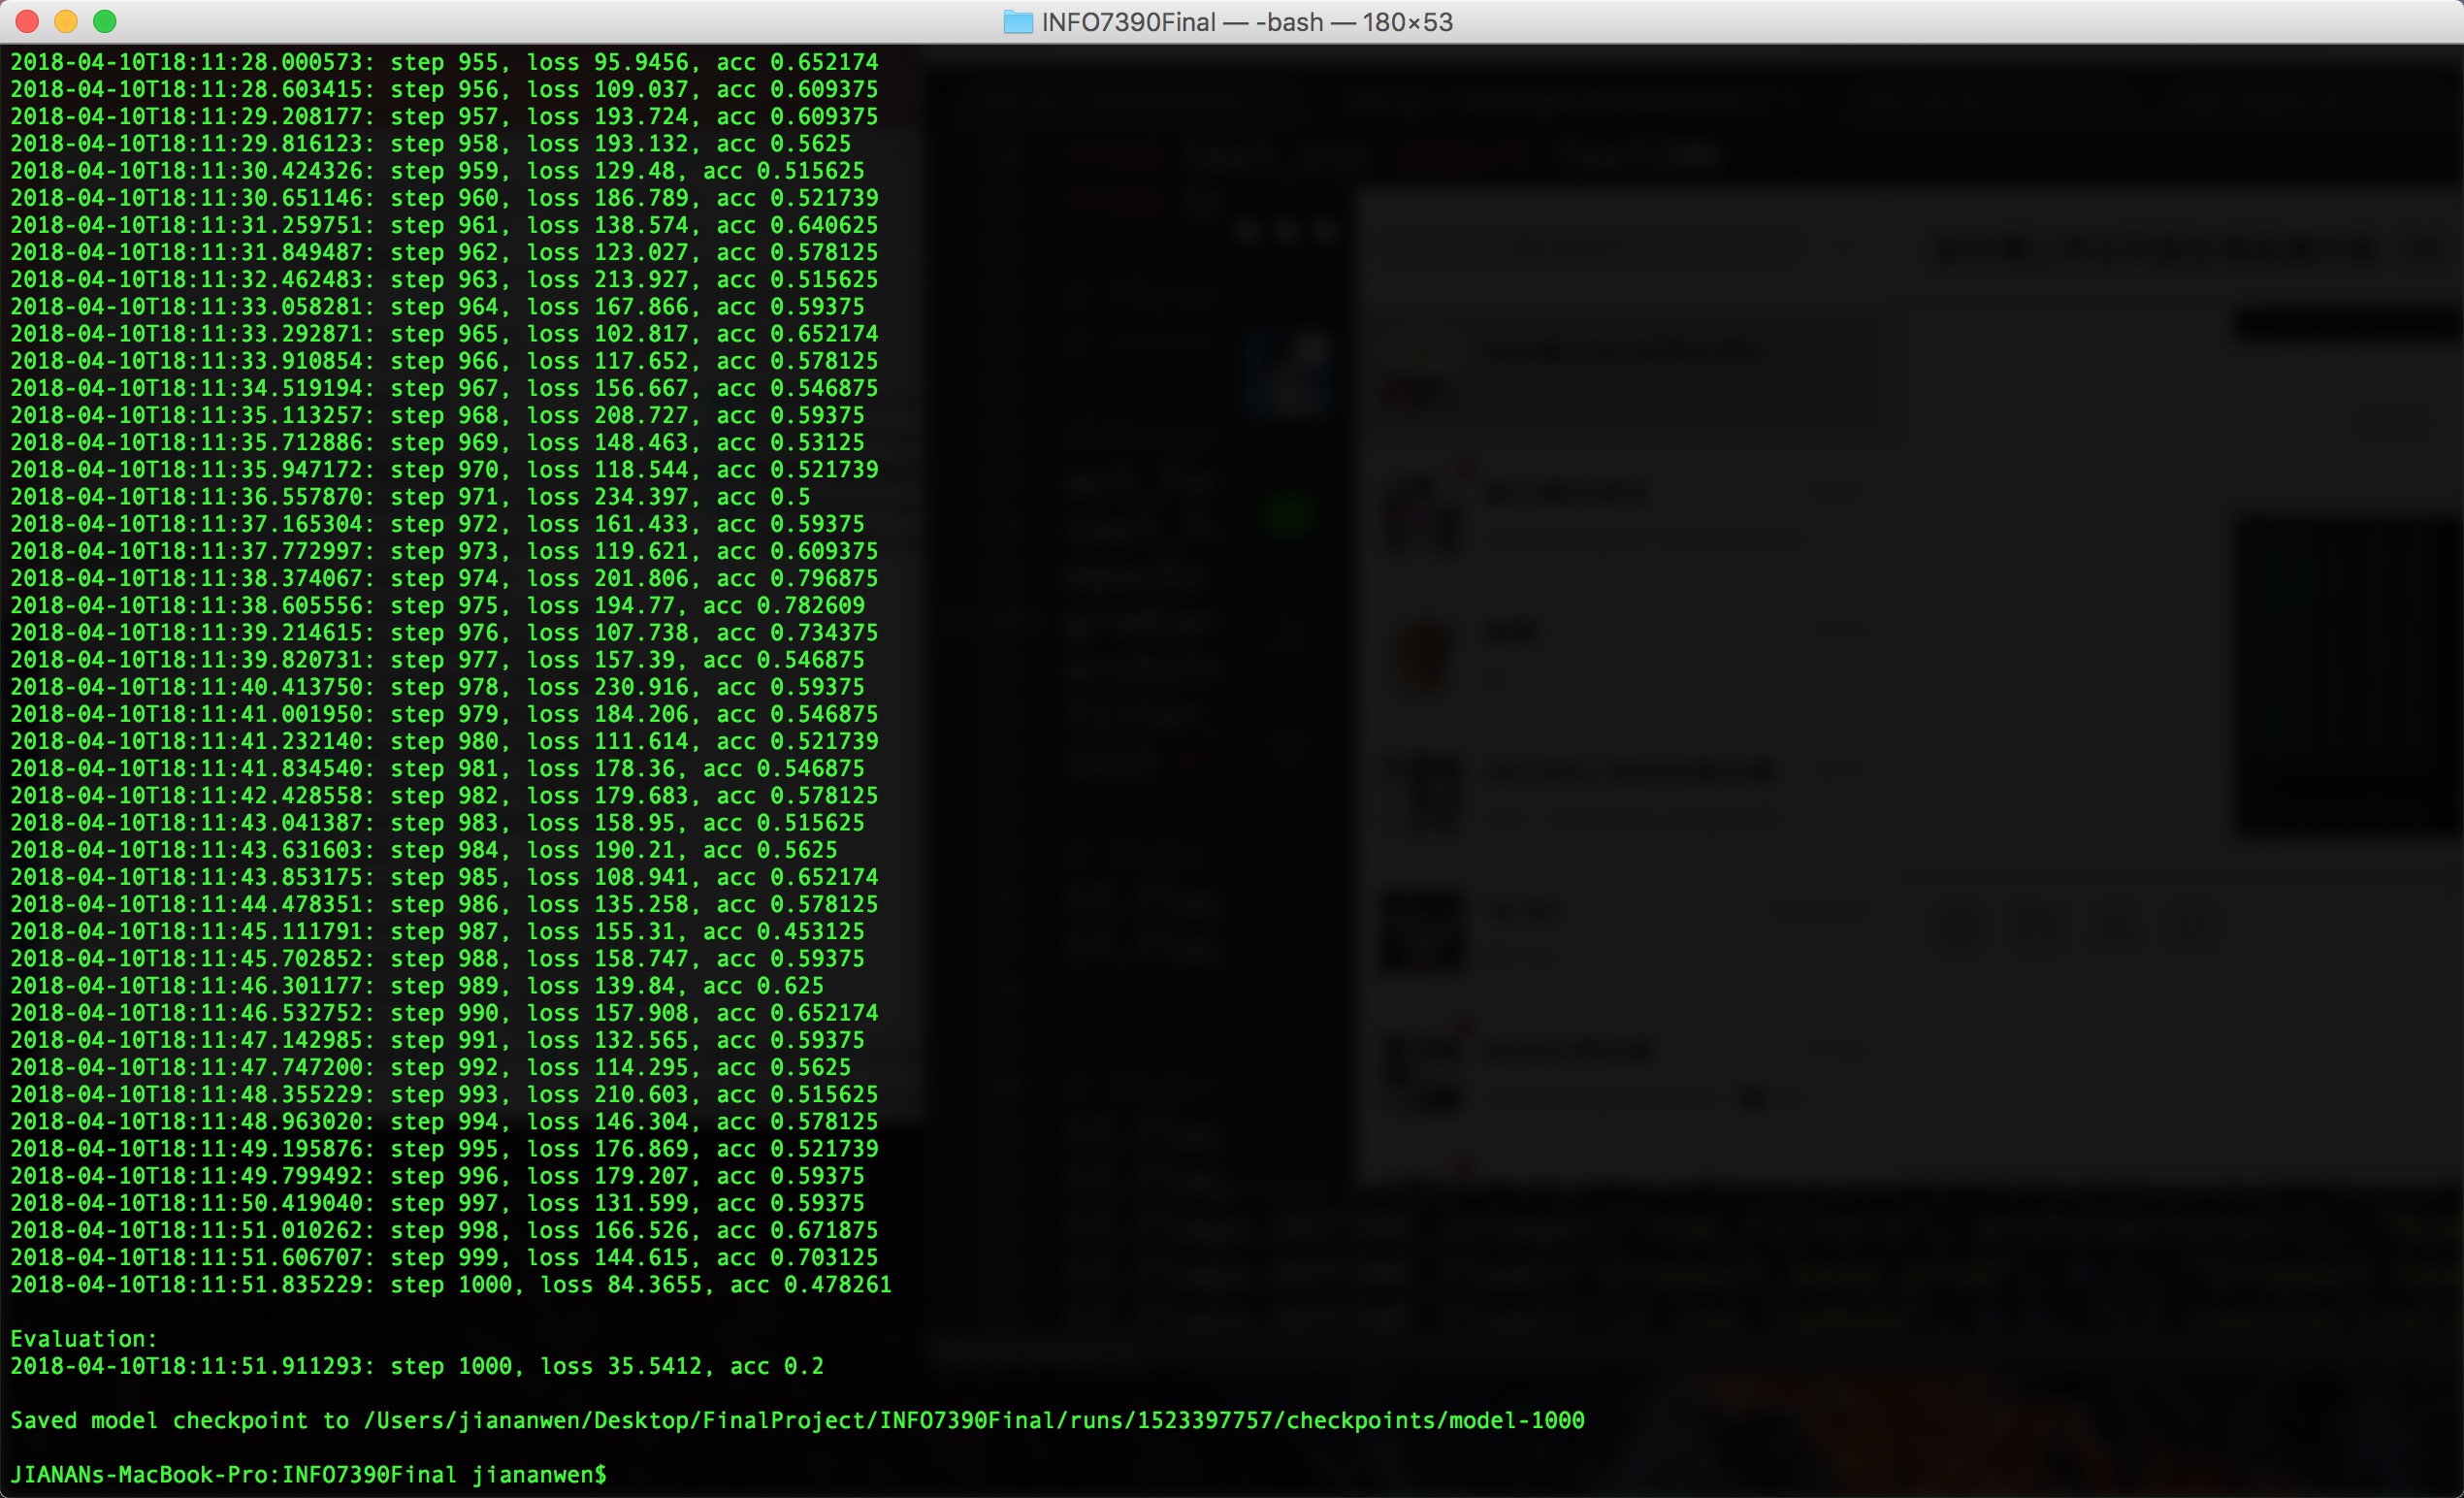 INFO7390Final — -bash — 180×53
2018-04-10T18:11:28.000573: step 955, loss 95.9456, acc 0.652174
2018-04-10T18:11:28.603415: step 956, loss 109.037, acc 0.609375
2018-04-10T18:11:29.208177: step 957, loss 193.724, acc 0.609375
2018-04-10T18:11:29.816123: step 958, loss 193.132, acc 0.5625
2018-04-10T18:11:30.424326: step 959, loss 129.48, acc 0.515625
2018-04-10T18:11:30.651146: step 960, loss 186.789, acc 0.521739
2018-04-10T18:11:31.259751: step 961, loss 138.574, acc 0.640625
2018-04-10T18:11:31.849487: step 962, loss 123.027, acc 0.578125
2018-04-10T18:11:32.462483: step 963, loss 213.927, acc 0.515625
2018-04-10T18:11:33.058281: step 964, loss 167.866, acc 0.59375
2018-04-10T18:11:33.292871: step 965, loss 102.817, acc 0.652174
2018-04-10T18:11:33.910854: step 966, loss 117.652, acc 0.578125
2018-04-10T18:11:34.519194: step 967, loss 156.667, acc 0.546875
2018-04-10T18:11:35.113257: step 968, loss 208.727, acc 0.59375
2018-04-10T18:11:35.712886: step 969, loss 148.463, acc 0.53125
2018-04-10T18:11:35.947172: step 970, loss 118.544, acc 0.521739
2018-04-10T18:11:36.557870: step 971, loss 234.397, acc 0.5
2018-04-10T18:11:37.165304: step 972, loss 161.433, acc 0.59375
2018-04-10T18:11:37.772997: step 973, loss 119.621, acc 0.609375
2018-04-10T18:11:38.374067: step 974, loss 201.806, acc 0.796875
2018-04-10T18:11:38.605556: step 975, loss 194.77, acc 0.782609
2018-04-10T18:11:39.214615: step 976, loss 107.738, acc 0.734375
2018-04-10T18:11:39.820731: step 977, loss 157.39, acc 0.546875
2018-04-10T18:11:40.413750: step 978, loss 230.916, acc 0.59375
2018-04-10T18:11:41.001950: step 979, loss 184.206, acc 0.546875
2018-04-10T18:11:41.232140: step 980, loss 111.614, acc 0.521739
2018-04-10T18:11:41.834540: step 981, loss 178.36, acc 0.546875
2018-04-10T18:11:42.428558: step 982, loss 179.683, acc 0.578125
2018-04-10T18:11:43.041387: step 983, loss 158.95, acc 0.515625
2018-04-10T18:11:43.631603: step 984, loss 190.21, acc 0.5625
2018-04-10T18:11:43.853175: step 985, loss 108.941, acc 0.652174
2018-04-10T18:11:44.478351: step 986, loss 135.258, acc 0.578125
2018-04-10T18:11:45.111791: step 987, loss 155.31, acc 0.453125
2018-04-10T18:11:45.702852: step 988, loss 158.747, acc 0.59375
2018-04-10T18:11:46.301177: step 989, loss 139.84, acc 0.625
2018-04-10T18:11:46.532752: step 990, loss 157.908, acc 0.652174
2018-04-10T18:11:47.142985: step 991, loss 132.565, acc 0.59375
2018-04-10T18:11:47.747200: step 992, loss 114.295, acc 0.5625
2018-04-10T18:11:48.355229: step 993, loss 210.603, acc 0.515625
2018-04-10T18:11:48.963020: step 994, loss 146.304, acc 0.578125
2018-04-10T18:11:49.195876: step 995, loss 176.869, acc 0.521739
2018-04-10T18:11:49.799492: step 996, loss 179.207, acc 0.59375
2018-04-10T18:11:50.419040: step 997, loss 131.599, acc 0.59375
2018-04-10T18:11:51.010262: step 998, loss 166.526, acc 0.671875
2018-04-10T18:11:51.606707: step 999, loss 144.615, acc 0.703125
2018-04-10T18:11:51.835229: step 1000, loss 84.3655, acc 0.478261
Evaluation:
2018-04-10T18:11:51.911293: step 1000, loss 35.5412, acc 0.2
Saved model checkpoint to /Users/jiananwen/Desktop/FinalProject/INFO7390Final/runs/1523397757/checkpoints/model-1000
JIANANs-MacBook-Pro:INFO7390Final jiananwen$